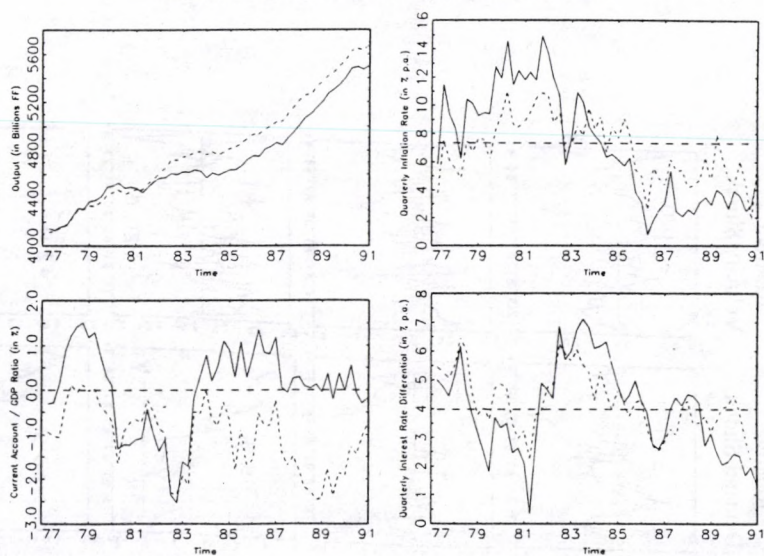 Output (in Billions FF)
5600
5200
4800
4400
4000
77 79 81 83 85 87 89 91
Time
Quarterly Inflation Rate (in % p.a.)
16
14
12
10
8
6
4
2
0
77 79 81 83 85 87 89 91
Time
Current Account / GDP Ratio (in %)
2.0
1.0
0.0
-1.0
-2.0
3.0
77 79 81 83 85 87 89 91
Time
Quarterly Interest Rate Differential (in % p.a.)
8
7
6
5
4
3
2
1
0
77 79 81 83 85 87 89 91
Time